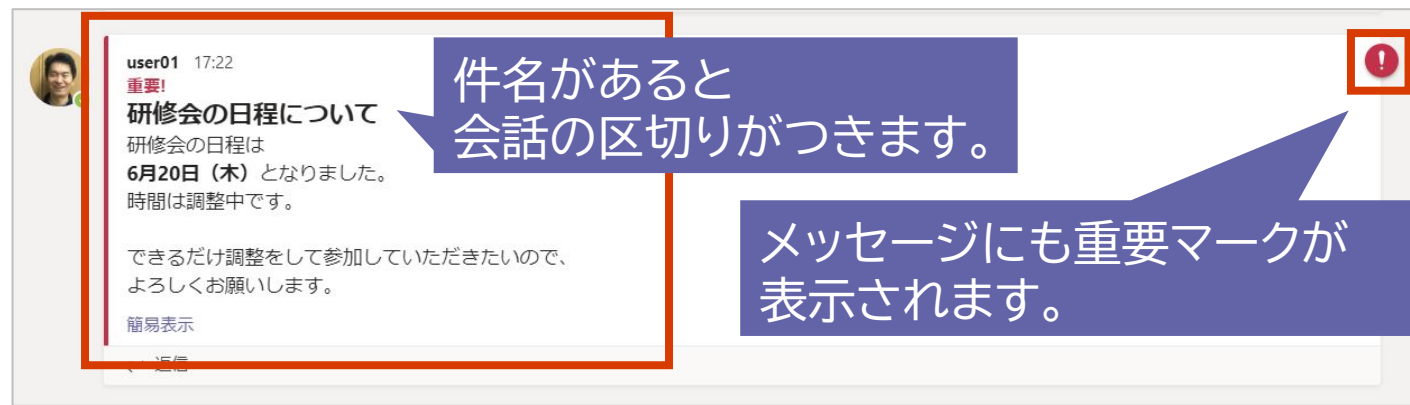 user01 17:22
重要!
研修会の日程について
研修会の日程は
6月20日（木）となりました。
時間は調整中です。
できるだけ調整をして参加していただきたいので、
よろしくお願いします。
簡易表示
返信
件名があると
会話の区切りがつきます。
メッセージにも重要マークが
表示されます。